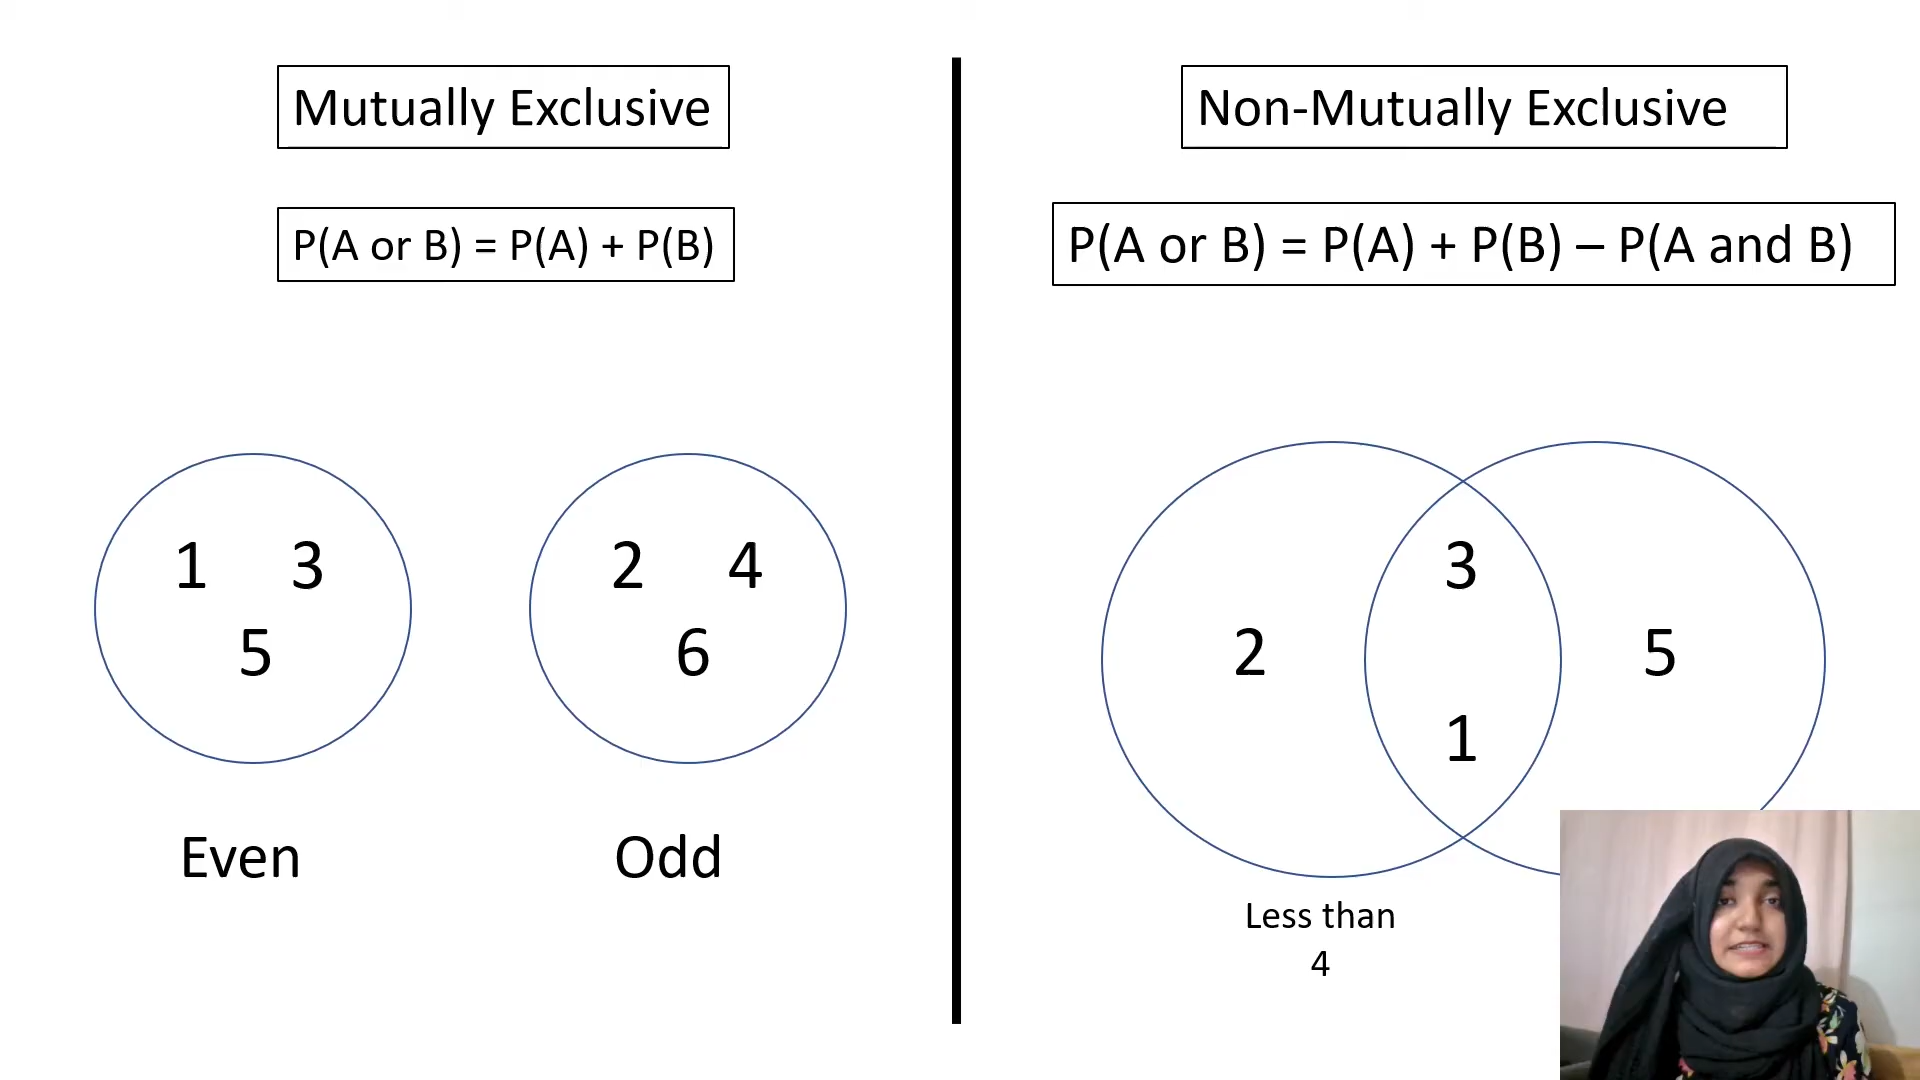 Mutually Exclusive
P(A or B) = P(A) + P(B)
1 3
5
2 4
6
Even
Odd
Non-Mutually Exclusive
P(A or B) = P(A) + P(B) – P(A and B)
3
2
5
1
Less than
4